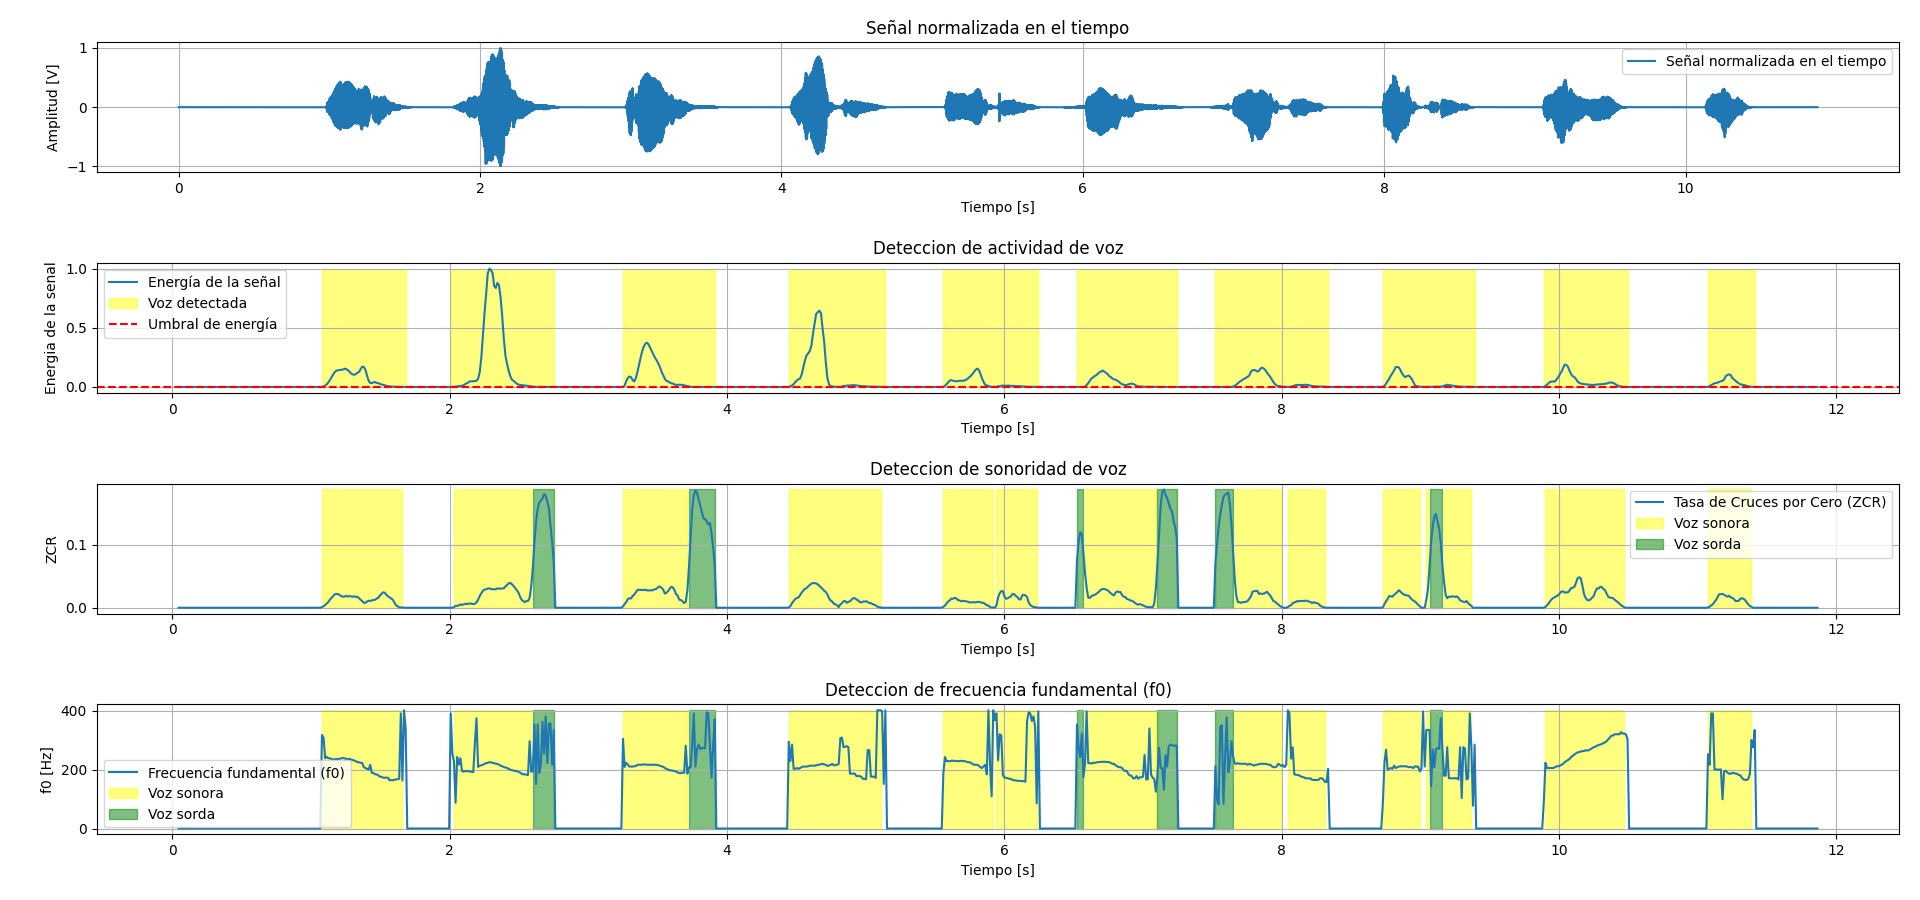 Señal normalizada en el tiempo
Amplitud [V]
1
0
−1
Señal normalizada en el tiempo
0 2 4 6 8 10
Tiempo [s]
Deteccion de actividad de voz
Energia de la senal
1.0
0.5
0.0
Energía de la señal
Voz detectada
Umbral de energía
0 2 4 6 8 10 12
Tiempo [s]
Deteccion de sonoridad de voz
ZCR
0.1
0.0
Tasa de Cruces por Cero (ZCR)
Voz sonora
Voz sorda
0 2 4 6 8 10 12
Tiempo [s]
Deteccion de frecuencia fundamental (f0)
f0 [Hz]
400
200
0
Frecuencia fundamental (f0)
Voz sonora
Voz sorda
0 2 4 6 8 10 12
Tiempo [s]